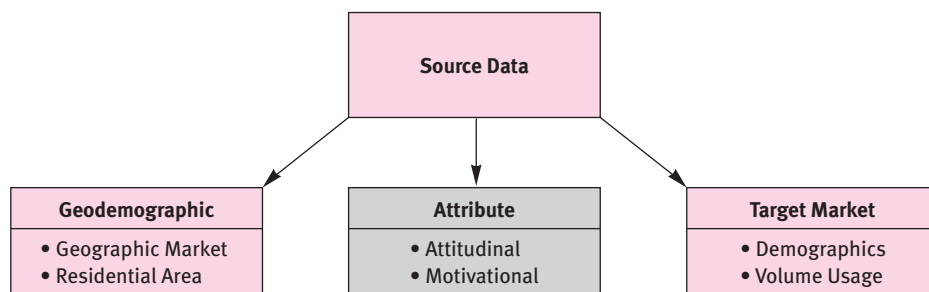 Source Data
Geodemographic
• Geographic Market
• Residential Area
Attribute
• Attitudinal
• Motivational
Target Market
• Demographics
• Volume Usage